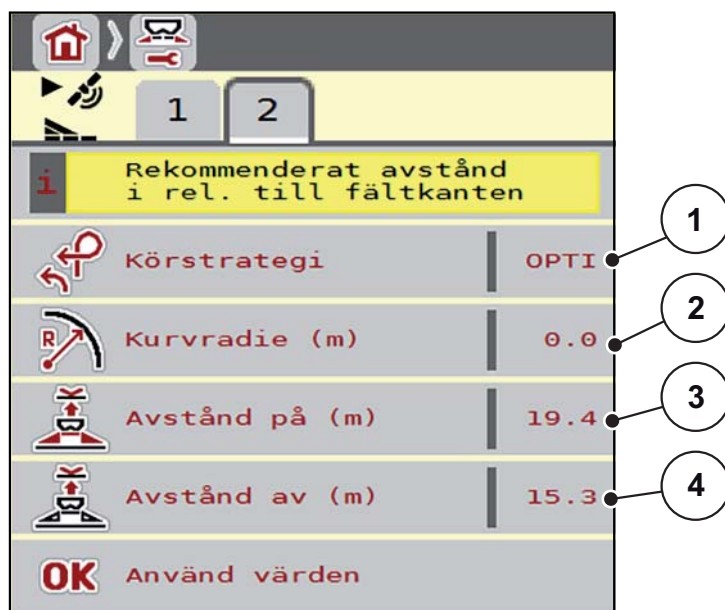 1
2
i
Rekommenderat avstånd
i rel. till fältkanten
Körstrategi
OPTI
1
R
Kurvradie (m)
0.0
2
Avstånd på (m)
19.4
3
Avstånd av (m)
15.3
4
OK
Använd värden